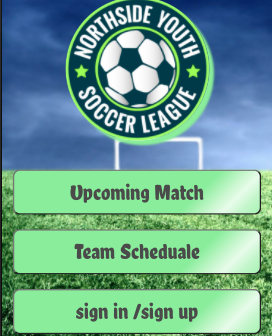 NORTHSIDE YOUTH
SOCCER LEAGUE
Upcoming Match
Team Scheduale
sign in /sign up